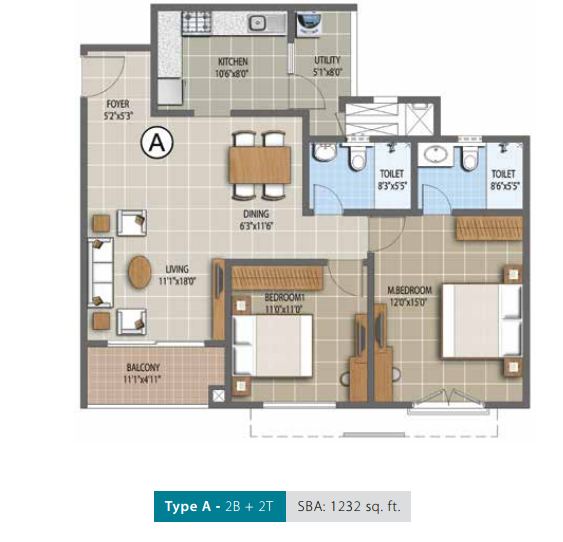 KITCHEN
10'6"x8'0"
UTILITY
5'1"x8'0"
FOYER
5'2"x5'3"
A
TOILET
8'3"x5'5"
TOILET
8'6"x5'5"
DINING
6'3"x11'6"
LIVING
11'1"x18'0"
BEDROOM1
11'0"x11'0"
M.BEDROOM
12'0"x15'0"
BALCONY
11'1"x4'11"
Type A - 2B + 2T SBA: 1232 sq. ft.